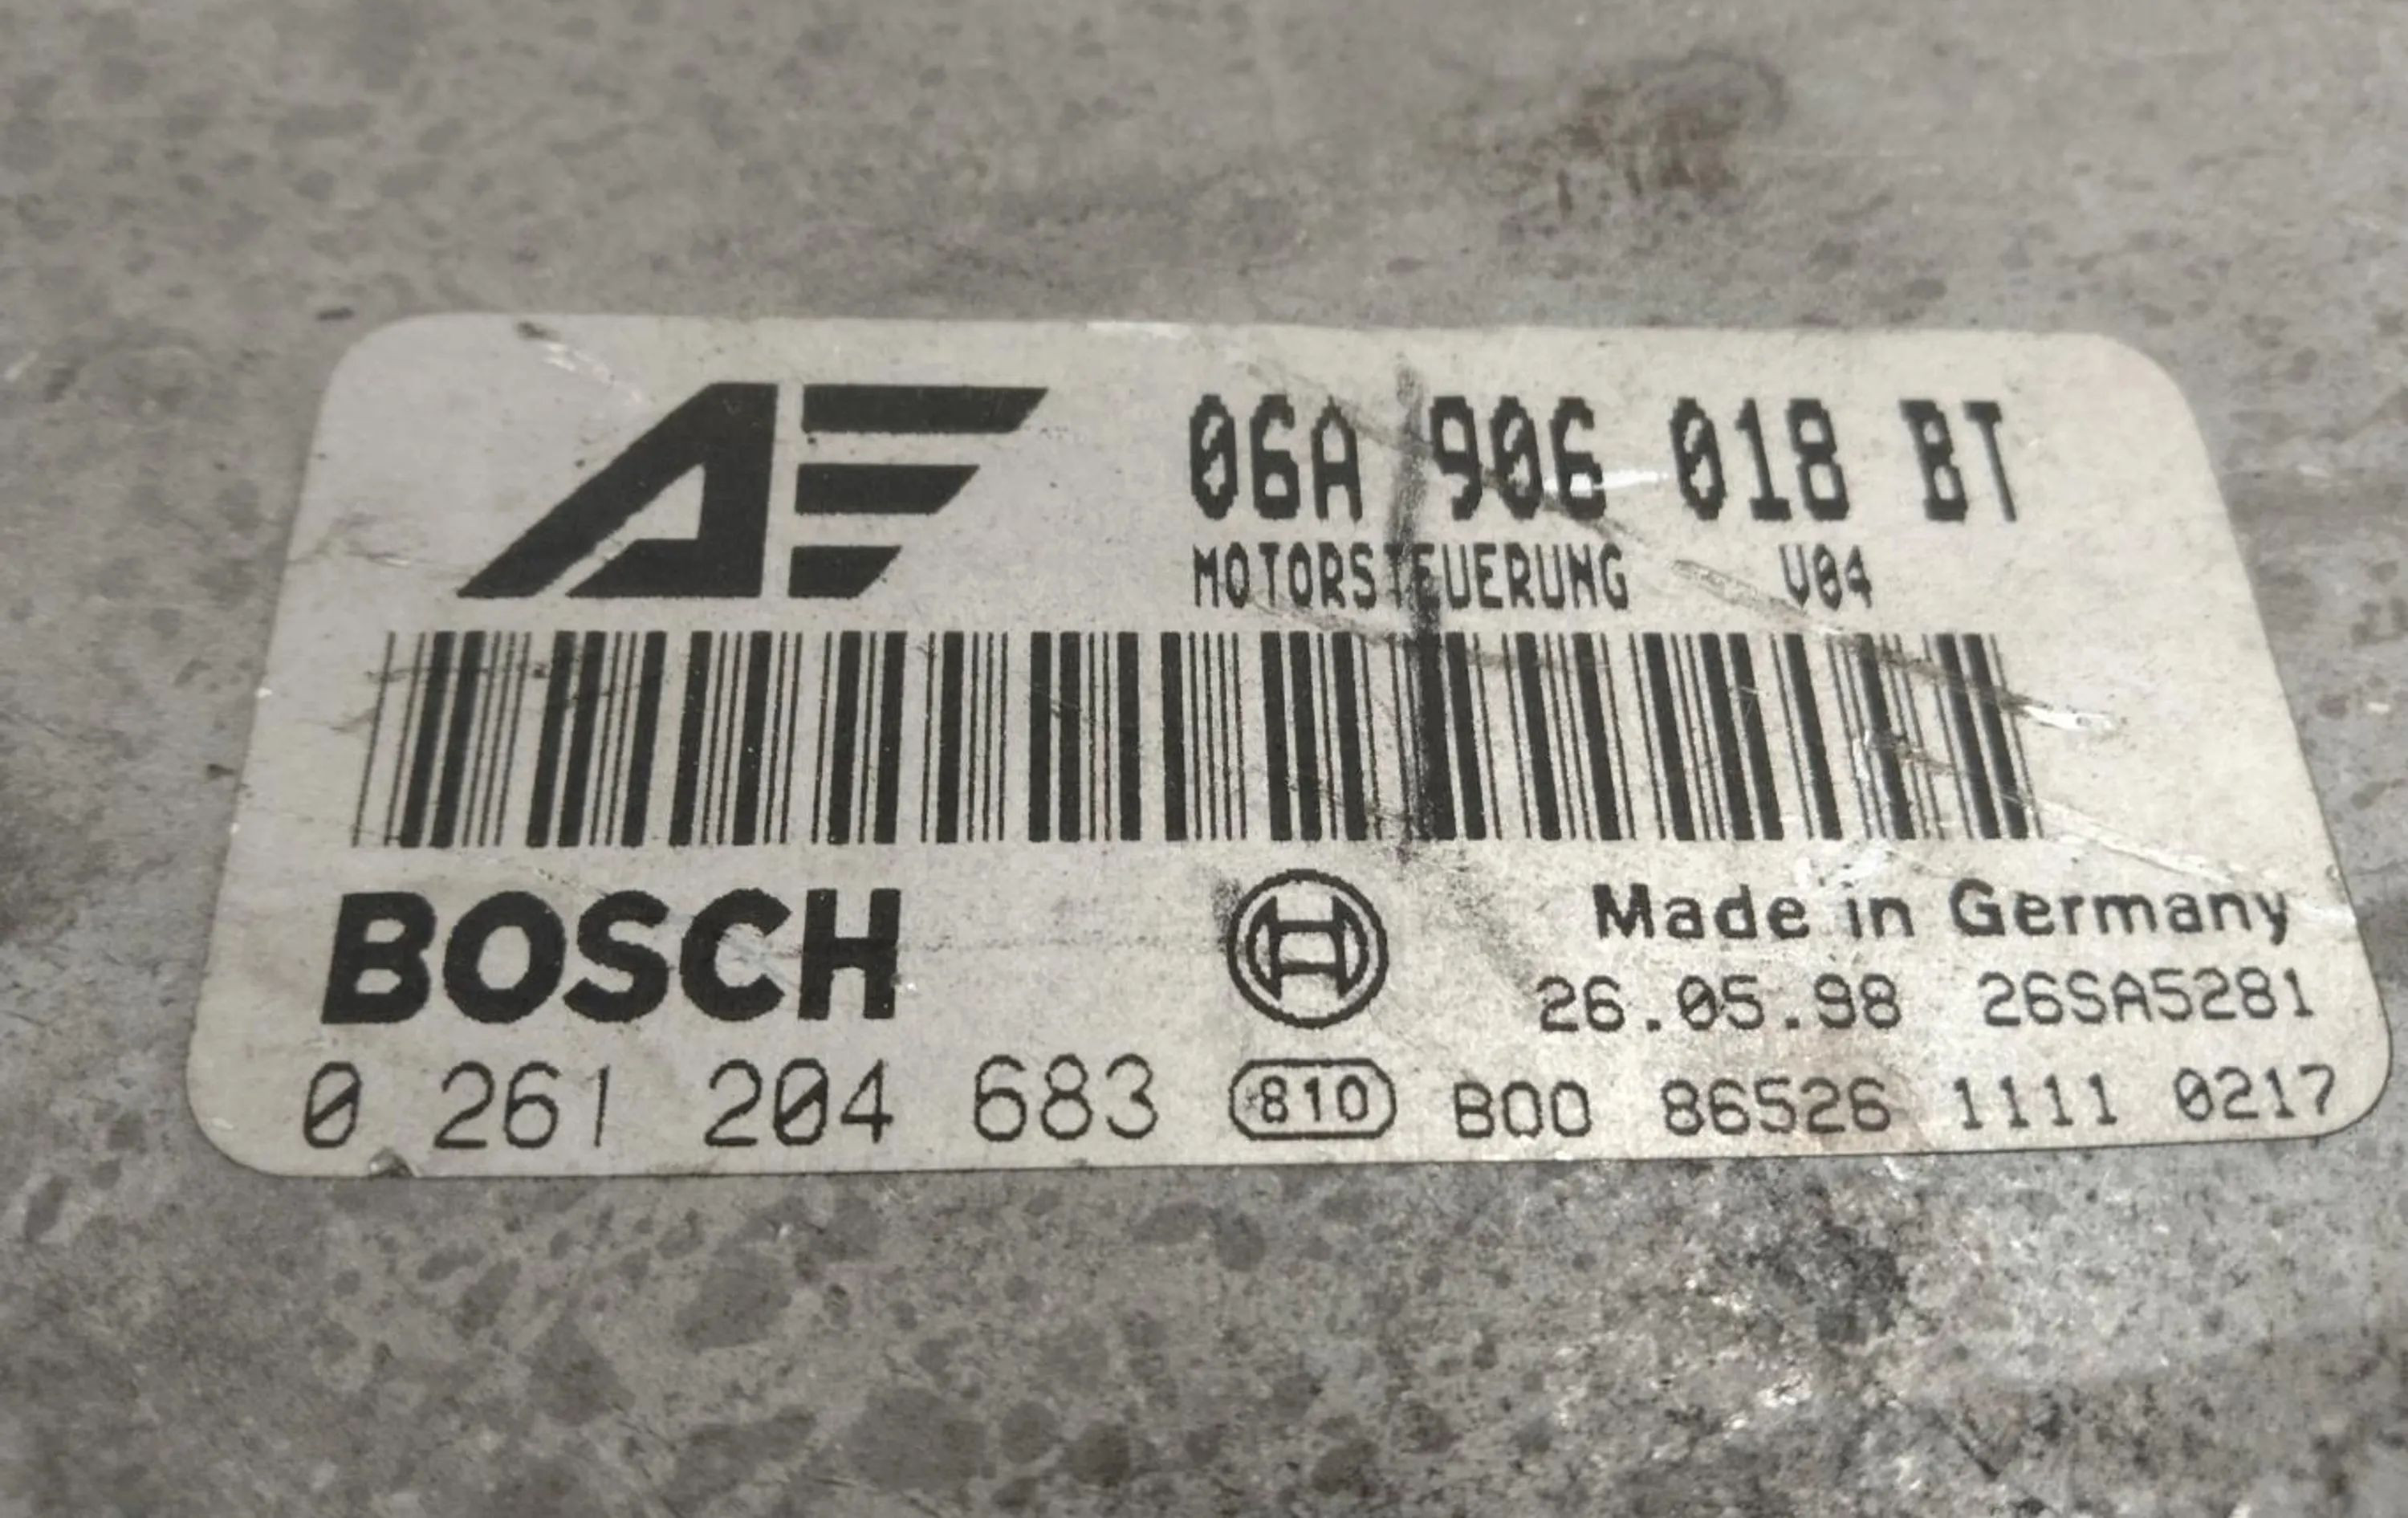 AF 06A 906 018 BT
MOTORSTEUERUNG V04
BOSCH Made in Germany
26.05.98 26SA5281
0 261 204 683 810 B00 86526 1111 0217